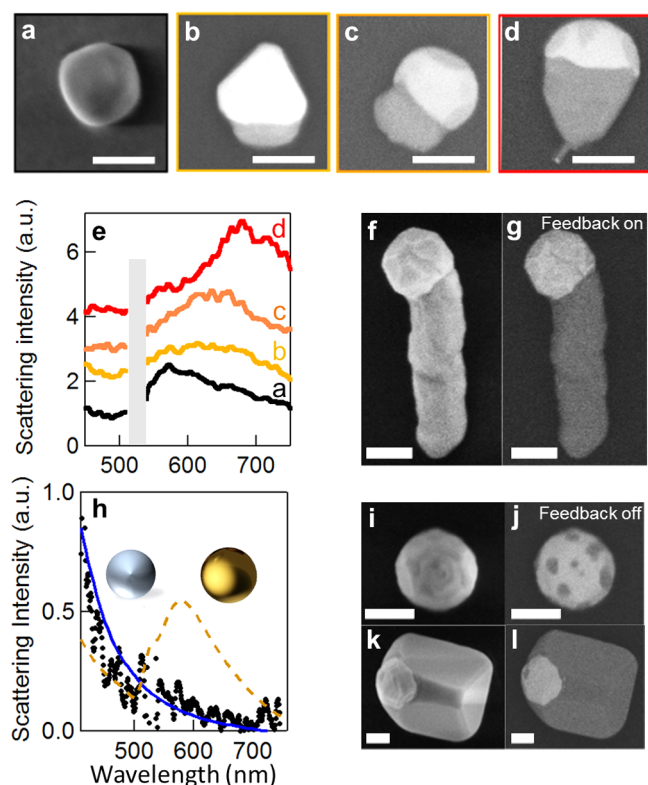 a
b
c
d
Scattering intensity (a.u.)
6
4
2
0
e
d
c
b
a
500
600
700
f
g
Feedback on
Scattering Intensity (a.u.)
1.0
0.5
0.0
h
500
600
700
Wavelength (nm)
i
j
Feedback off
k
l